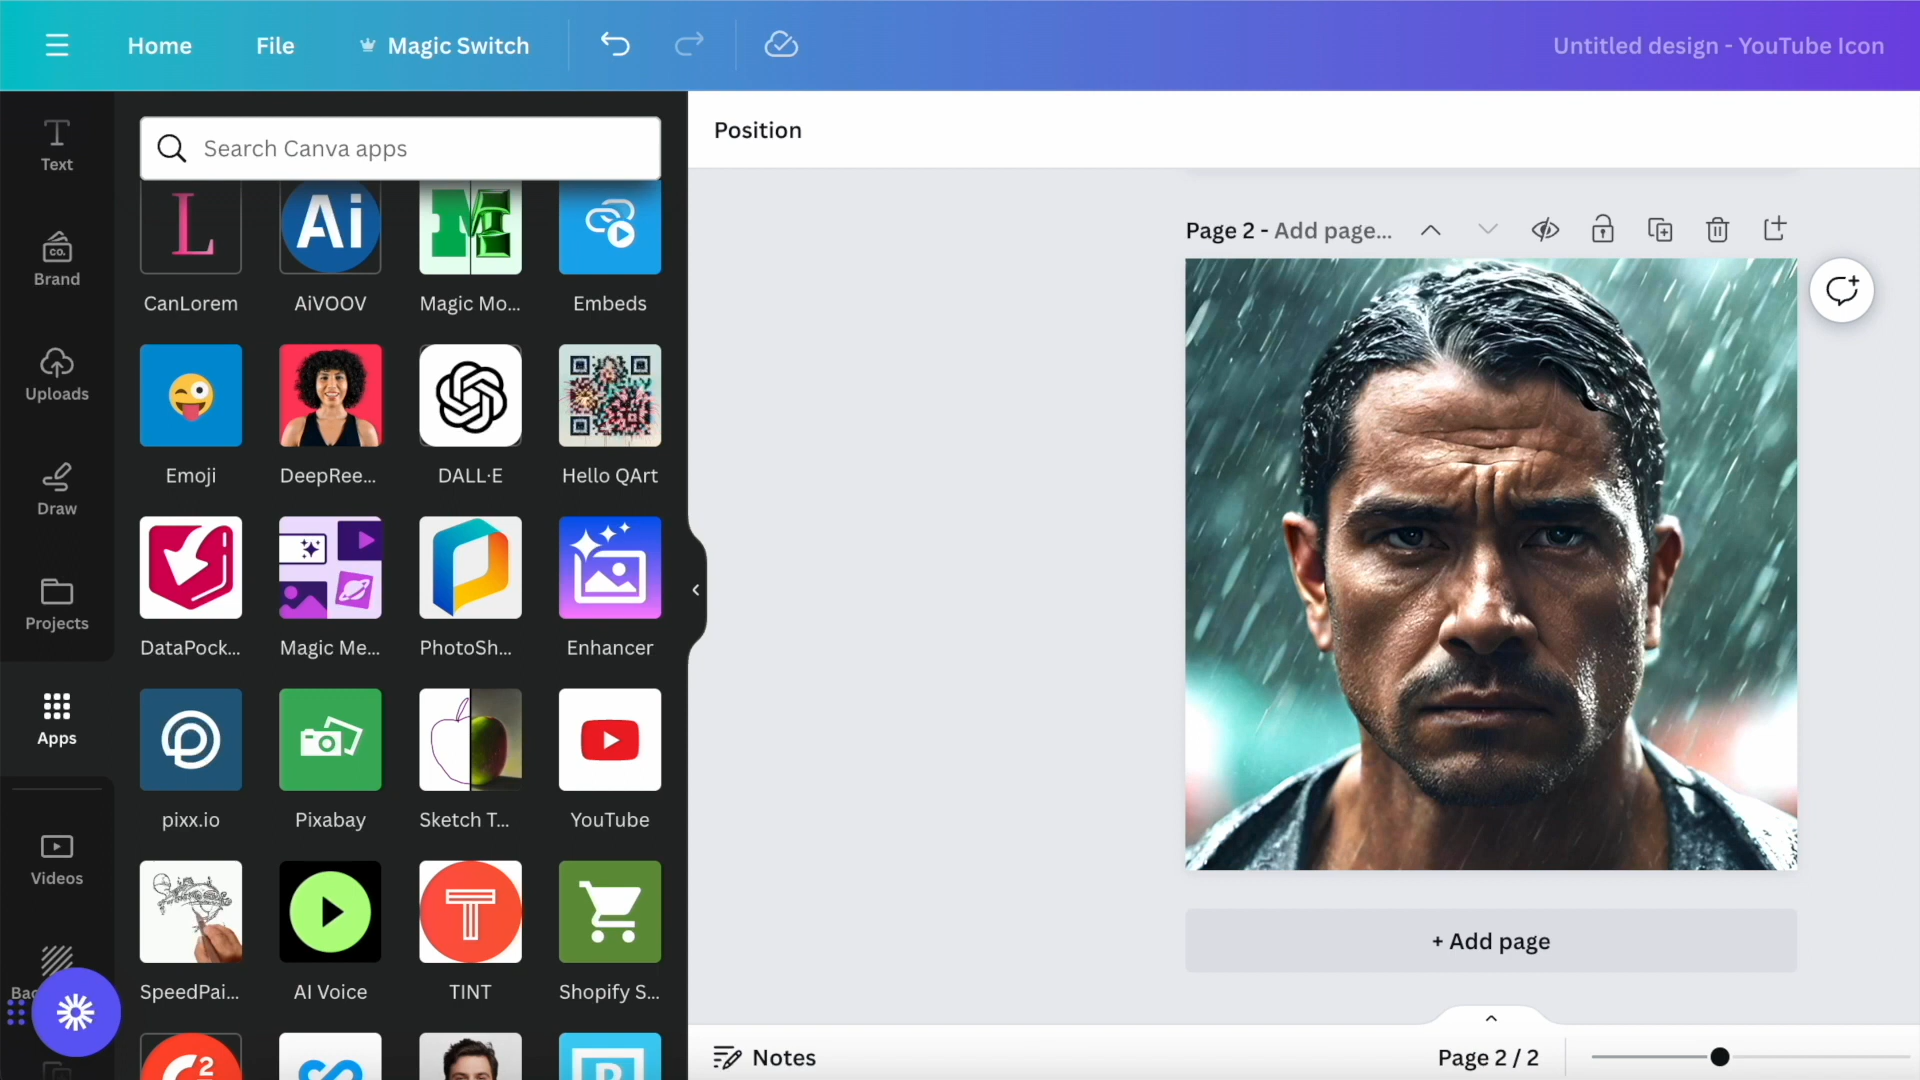 Home
File
Magic Switch
Untitled design - YouTube Icon
Text
Brand
Uploads
Draw
Projects
Apps
Videos
Search Canva apps
L
Ai
M
CanLorem
AiVOOV
Magic Mo...
Embeds
Emoji
DeepRee...
DALL·E
Hello QArt
DataPock...
Magic Me...
PhotoSh...
Enhancer
pixx.io
Pixabay
Sketch T...
YouTube
T
SpeedPai...
AI Voice
TINT
Shopify S...
Position
Page 2 - Add page...
+ Add page
Notes
Page 2 / 2
CO.